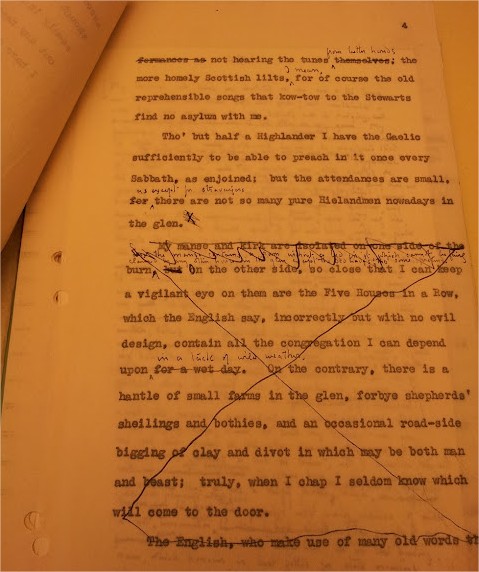 4
from better hands
formances as not hearing the tunes themselves; the
I mean,
more homely Scottish lilts, for of course the old
reprehensible songs that kow-tow to the Stewarts
find no asylum with me.
Tho' but half a Highlander I have the Gaelic
sufficiently to be able to preach in it once every
Sabbath, as enjoined; but the attendances are small,
as except for stravaigers
for there are not so many pure Hielandmen nowadays in
the glen.
My manse and Kirk are isolated on one side of the
burn, but On the other side, so close that I can keep
a vigilant eye on them are the Five Houses in a Row,
which the English say, incorrectly but with no evil
design, contain all the congregation I can depend
in a tack of wild weather.
upon for a wet day. On the contrary, there is a
hantle of small farms in the glen, forbye shepherds'
sheilings and bothies, and an occasional road-side
bigging of clay and divot in which may be both man
and beast; truly, when I chap I seldom know which
will come to the door.
The English, who make use of many old words th